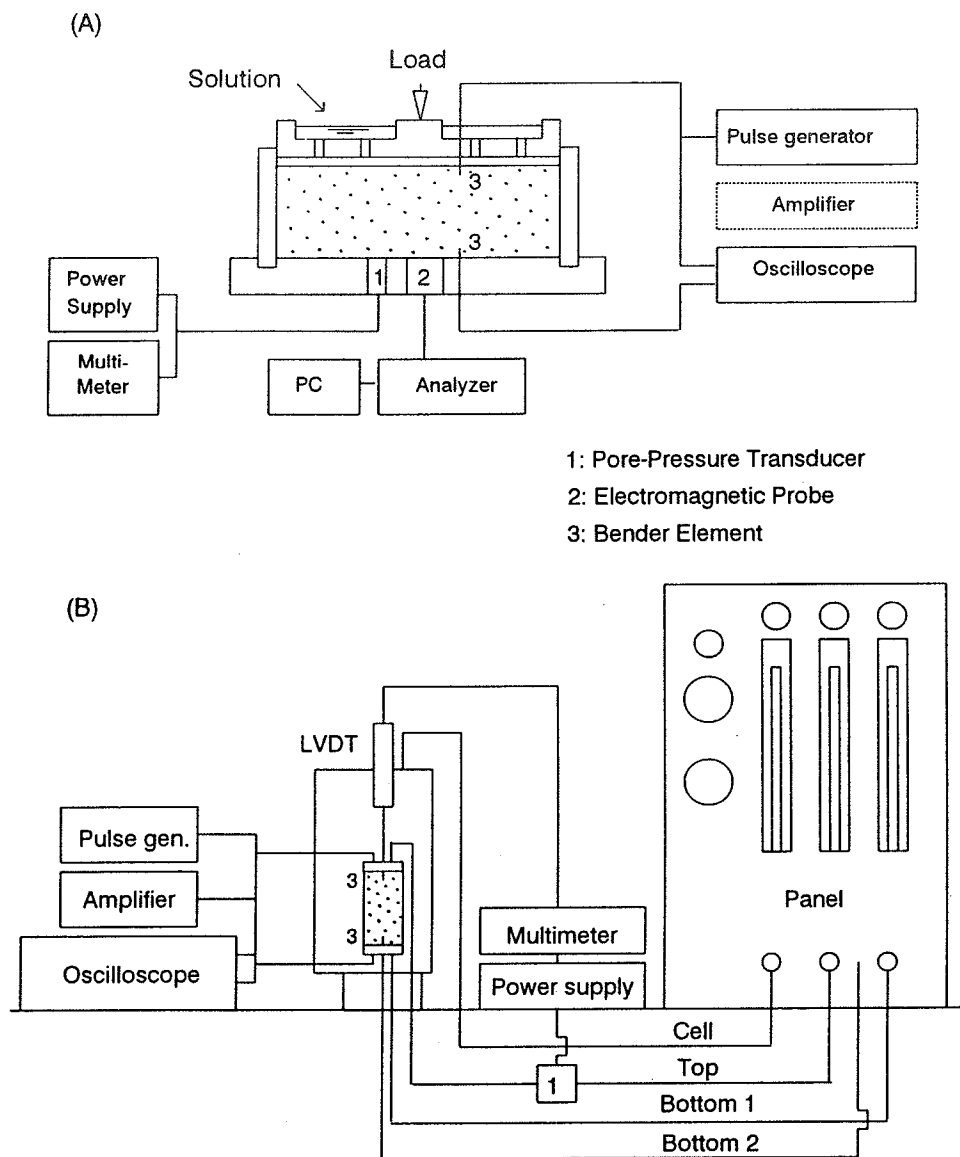 (A)
Load
Solution
Pulse generator
3
Amplifier
3
Oscilloscope
1
2
Power
Supply
Multi-
Meter
PC
Analyzer
1: Pore-Pressure Transducer
2: Electromagnetic Probe
3: Bender Element
(B)
LVDT
Pulse gen.
3
Amplifier
Panel
3
Multimeter
Oscilloscope
Power supply
Cell
Top
1
Bottom 1
Bottom 2